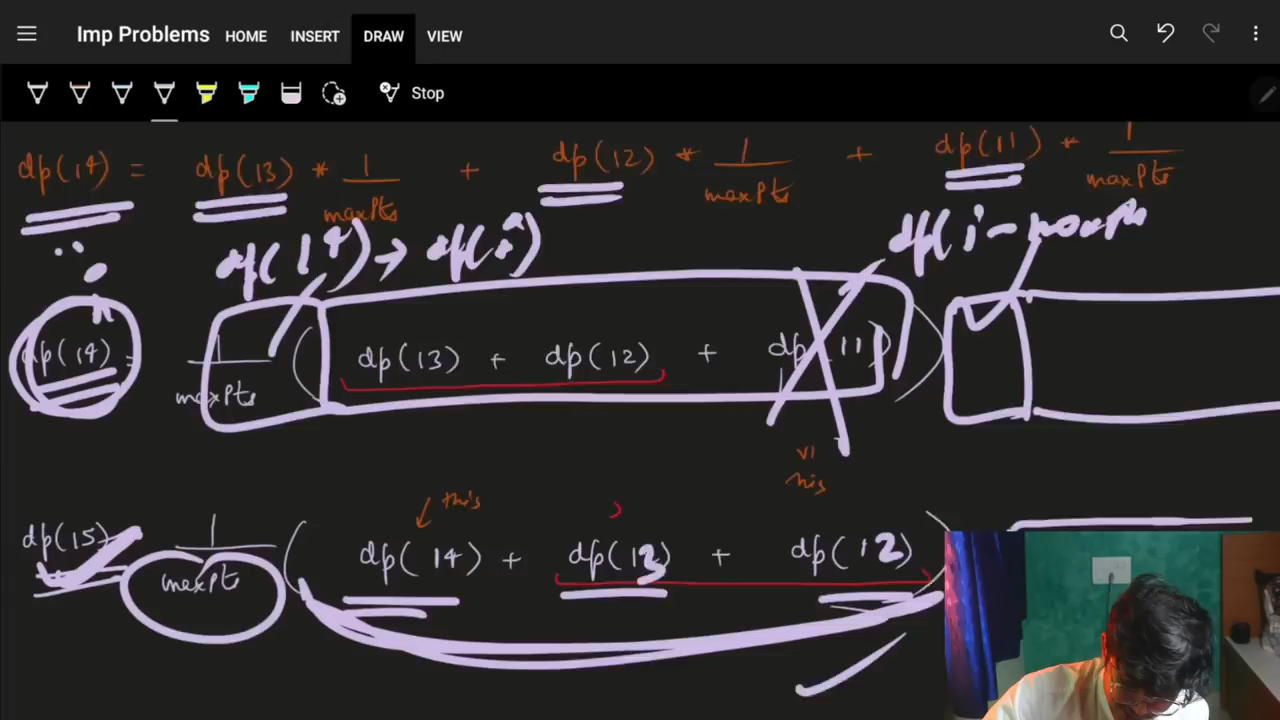 Imp Problems HOME INSERT DRAW VIEW
Stop
dp(14) = dp(13) * 1/maxPts + dp(12) * 1/maxPts + dp(11) * 1/maxPts
dp(14) → dp(i) dp(i-maxPts
dp(14) = 1/maxPts ( dp(13) + dp(12) + dp(11) )
this
dp(15) 1/maxPt ( dp(14) + dp(13) + dp(12) )